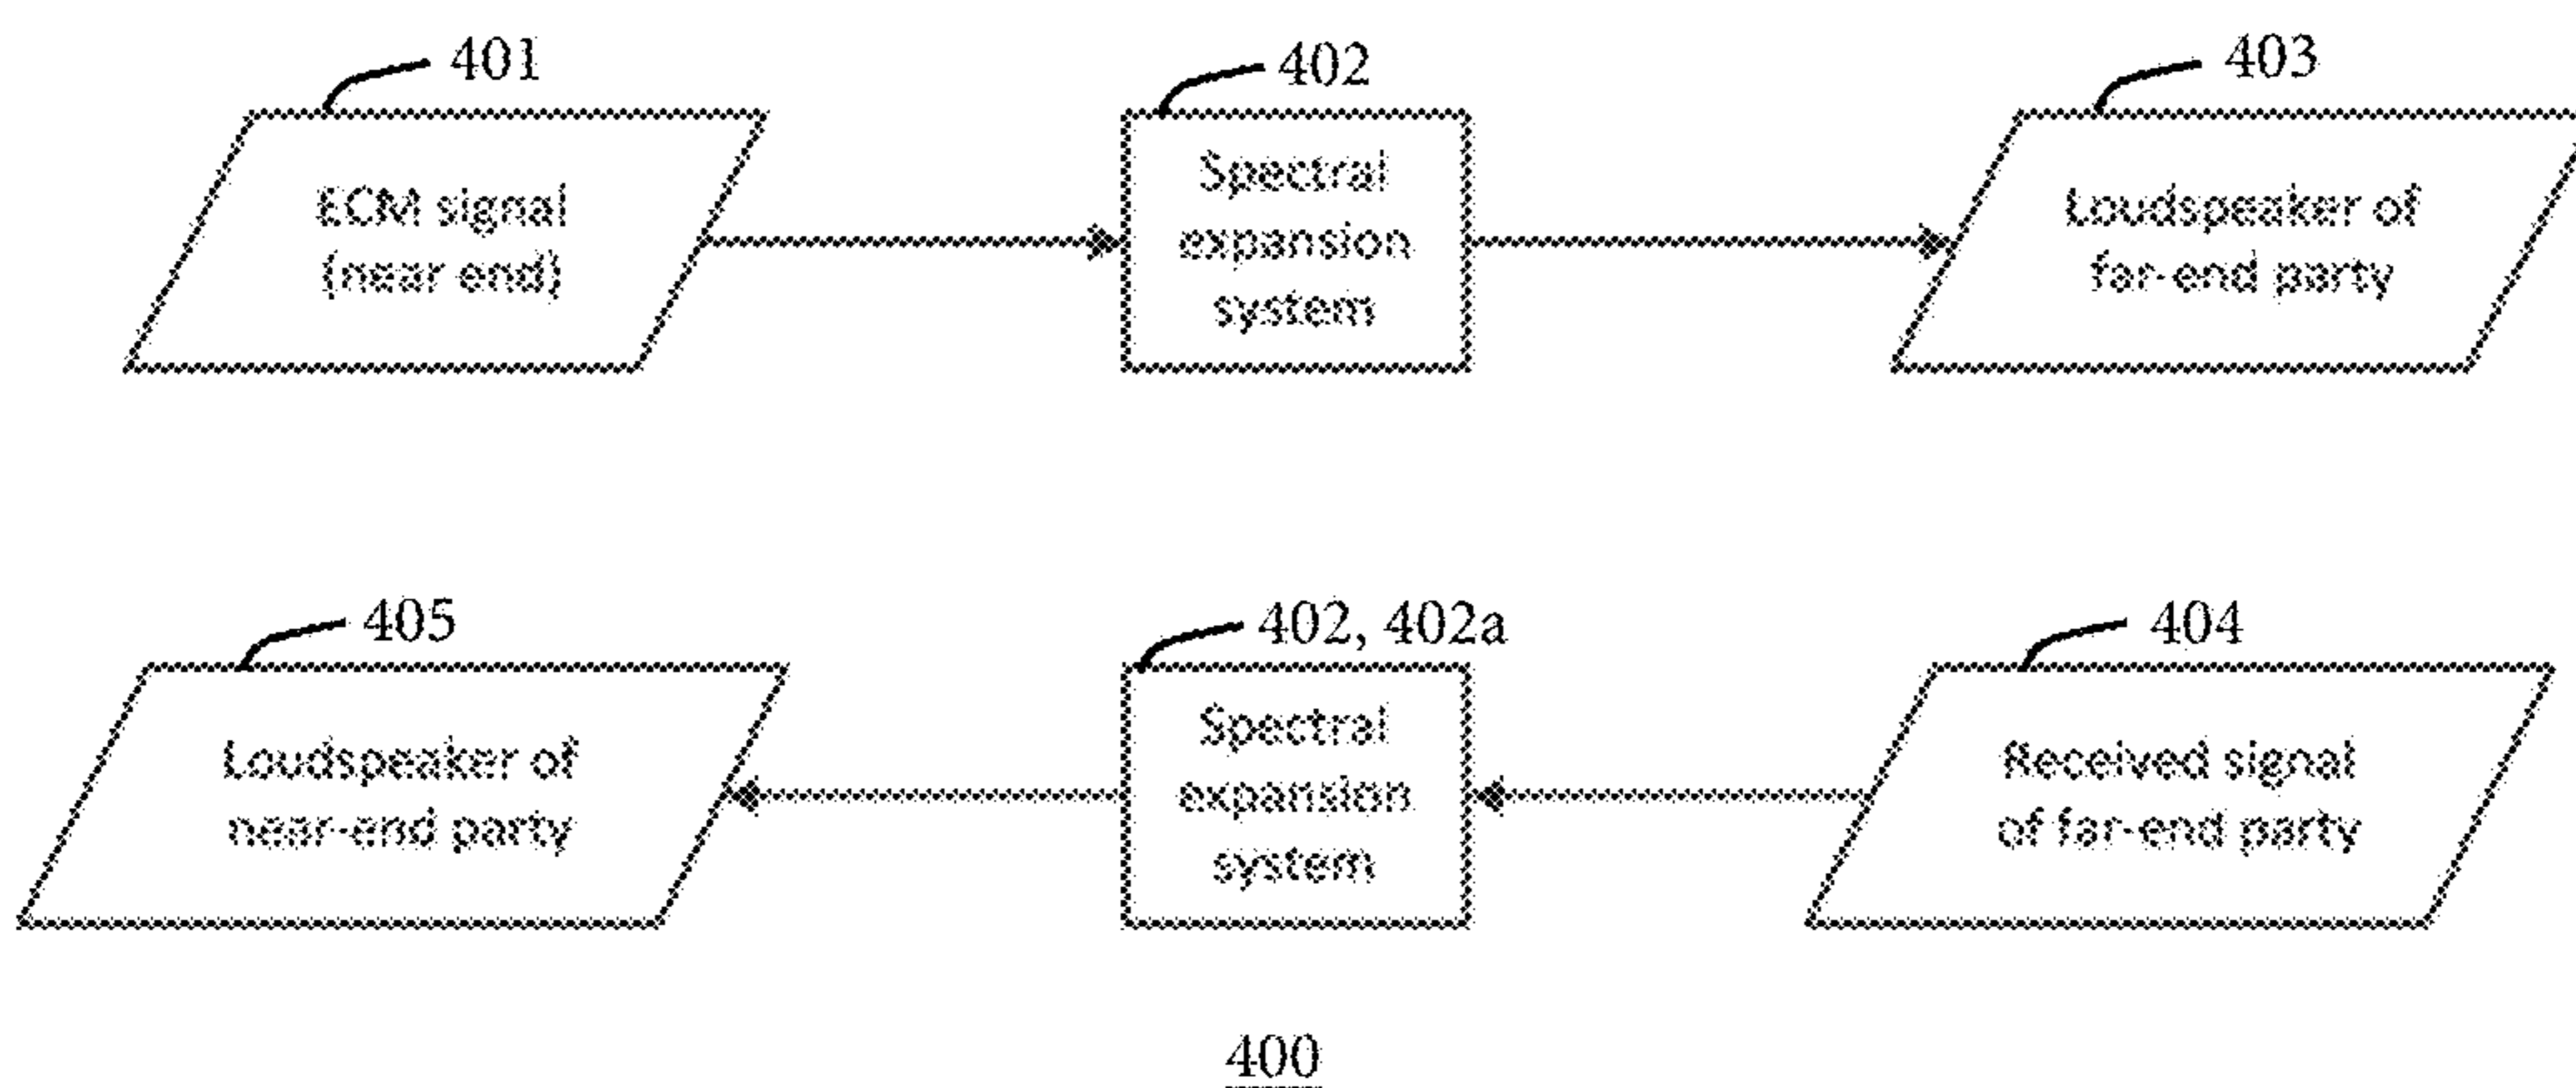 401
402
403
ECM signal
(near end)
Spectral
expansion
system
Loudspeaker of
far-end party
405
402, 402a
404
Loudspeaker of
near-end party
Spectral
expansion
system
Received signal
of far-end party
400